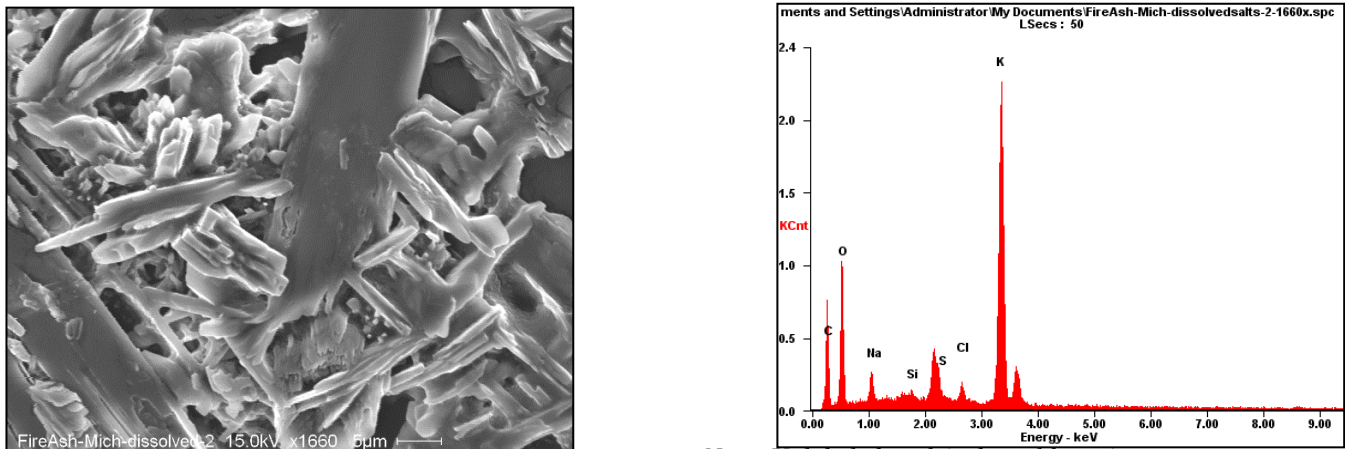 FireAsh-Mich-dissolved-2 15.0kV x1660 5µm
ments and Settings\Administrator\My Documents\FireAsh-Mich-dissolvedsalts-2-1660x.spc
LSecs : 50
2.4
2.0
1.5
KCnt
1.0
0.5
0.0
C
O
Na
Si
S
Cl
K
0.00 1.00 2.00 3.00 4.00 5.00 6.00 7.00 8.00 9.00
Energy - keV